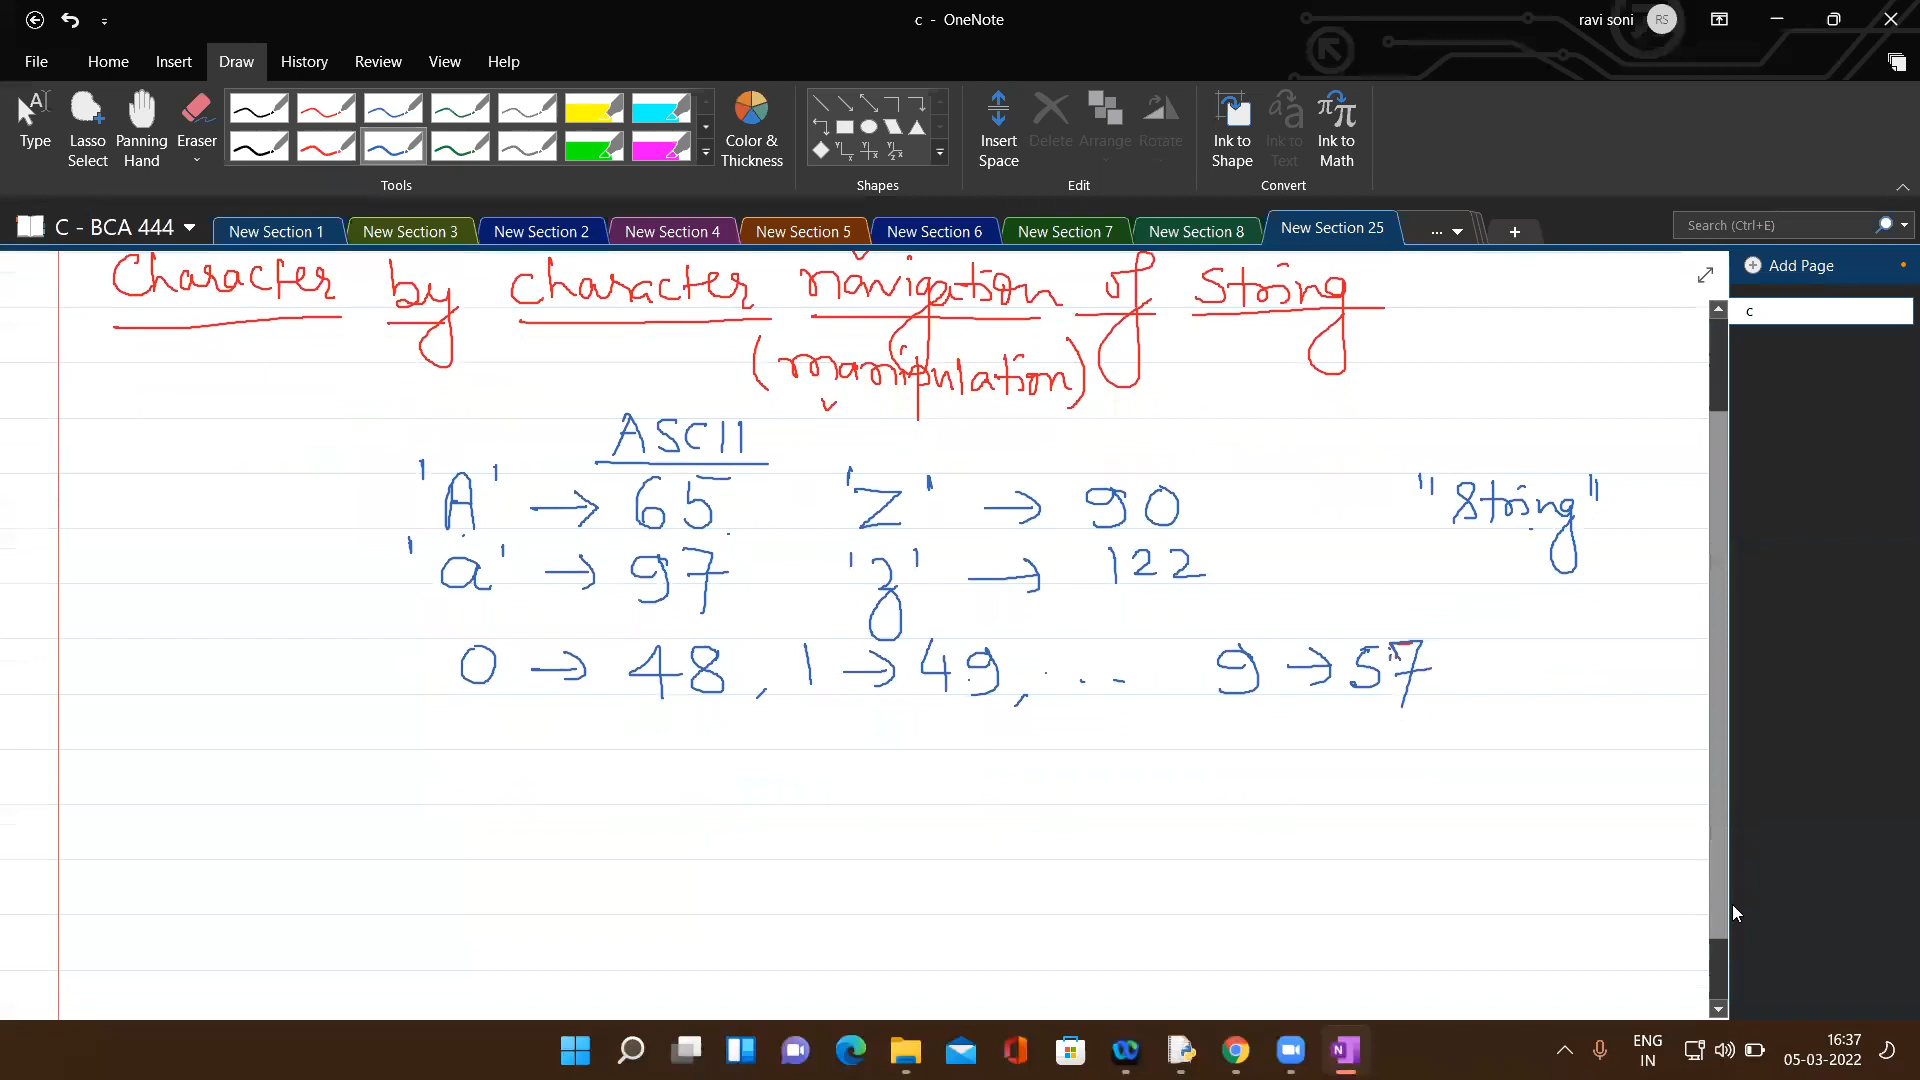 c - OneNote
ravi soni RS
File Home Insert Draw History Review View Help
Type Lasso Select Panning Hand Eraser Color & Thickness Insert Space Delete Arrange Rotate Ink to Shape Ink to Text Ink to Math
Tools Shapes Edit Convert
C - BCA 444 New Section 1 New Section 3 New Section 2 New Section 4 New Section 5 New Section 6 New Section 7 New Section 8 New Section 25 ... + Search (Ctrl+E)
Add Page
c
Character by character navigation of String
(manipulation)
ASCII
'A' → 65 'Z' → 90 "String"
'a' → 97 'z' → 122
0 → 48, 1 → 49, ... 9 → 57
ENG
IN
16:37
05-03-2022